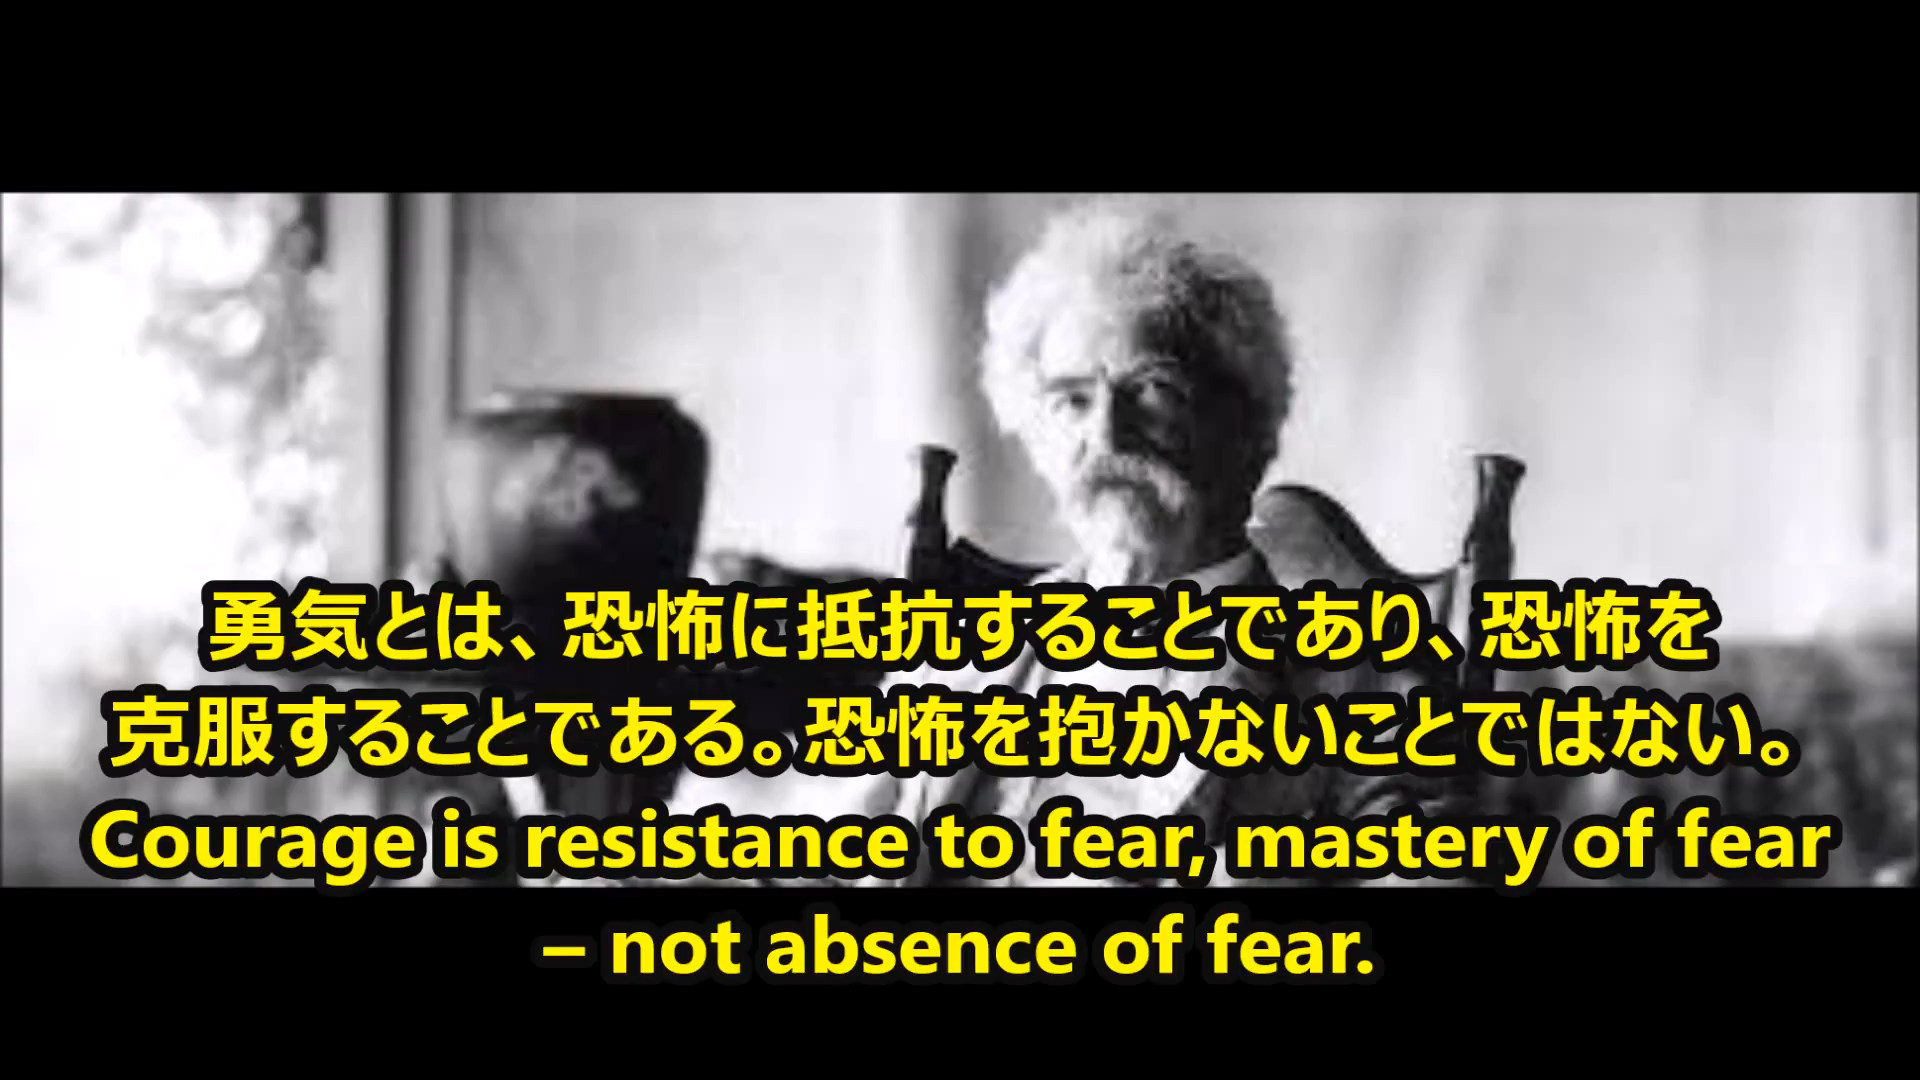 勇気とは、恐怖に抵抗することであり、恐怖を
克服することである。恐怖を抱かないことではない。
Courage is resistance to fear, mastery of fear
– not absence of fear.